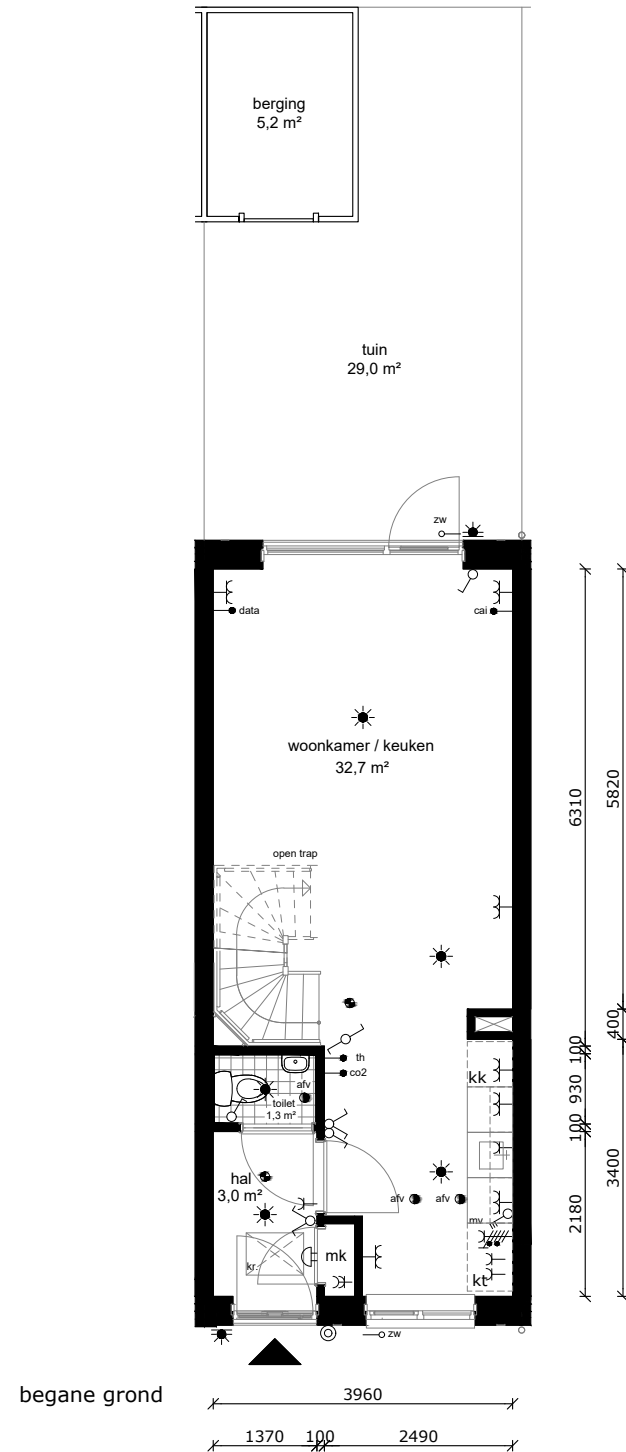 berging
5,2 m²
tuin
29,0 m²
zw
data
cai
woonkamer / keuken
32,7 m²
6310
5820
open trap
400
th
co2
100
kk
930
afv
toilet
1,3 m²
100
3400
hal
3,0 m²
afv
afv
2180
mv
mk
kr.
kt
zw
begane grond
3960
1370
100
2490